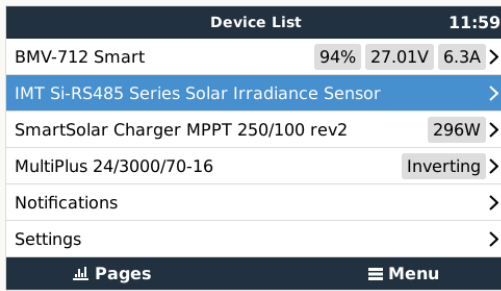 Device List 11:59
BMV-712 Smart 94% 27.01V 6.3A
IMT Si-RS485 Series Solar Irradiance Sensor
SmartSolar Charger MPPT 250/100 rev2 296W
MultiPlus 24/3000/70-16 Inverting
Notifications
Settings
Pages Menu